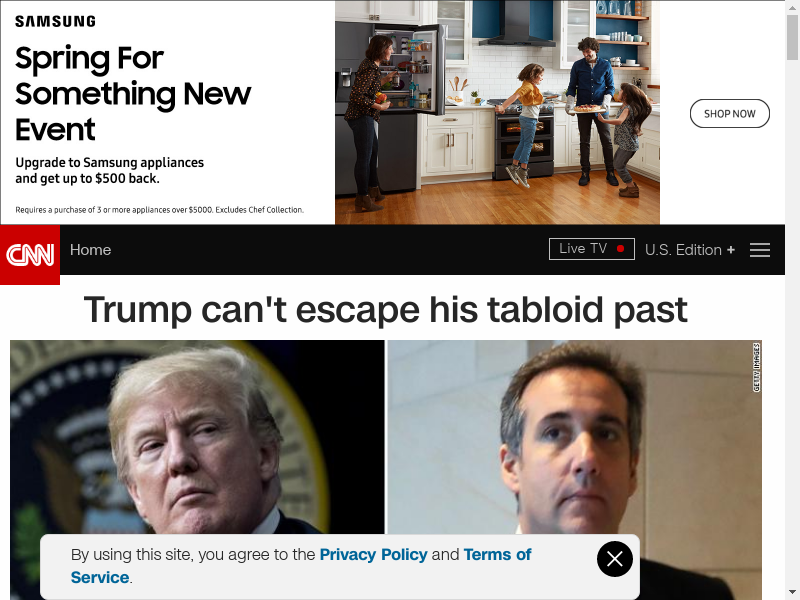 SAMSUNG
Spring For
Something New
Event
Upgrade to Samsung appliances
and get up to $500 back.
Requires a purchase of 3 or more appliances over $5000. Excludes Chef Collection.
SHOP NOW
CNN
Home
Live TV
U.S. Edition +
Trump can't escape his tabloid past
GETTY IMAGES
By using this site, you agree to the Privacy Policy and Terms of
Service.